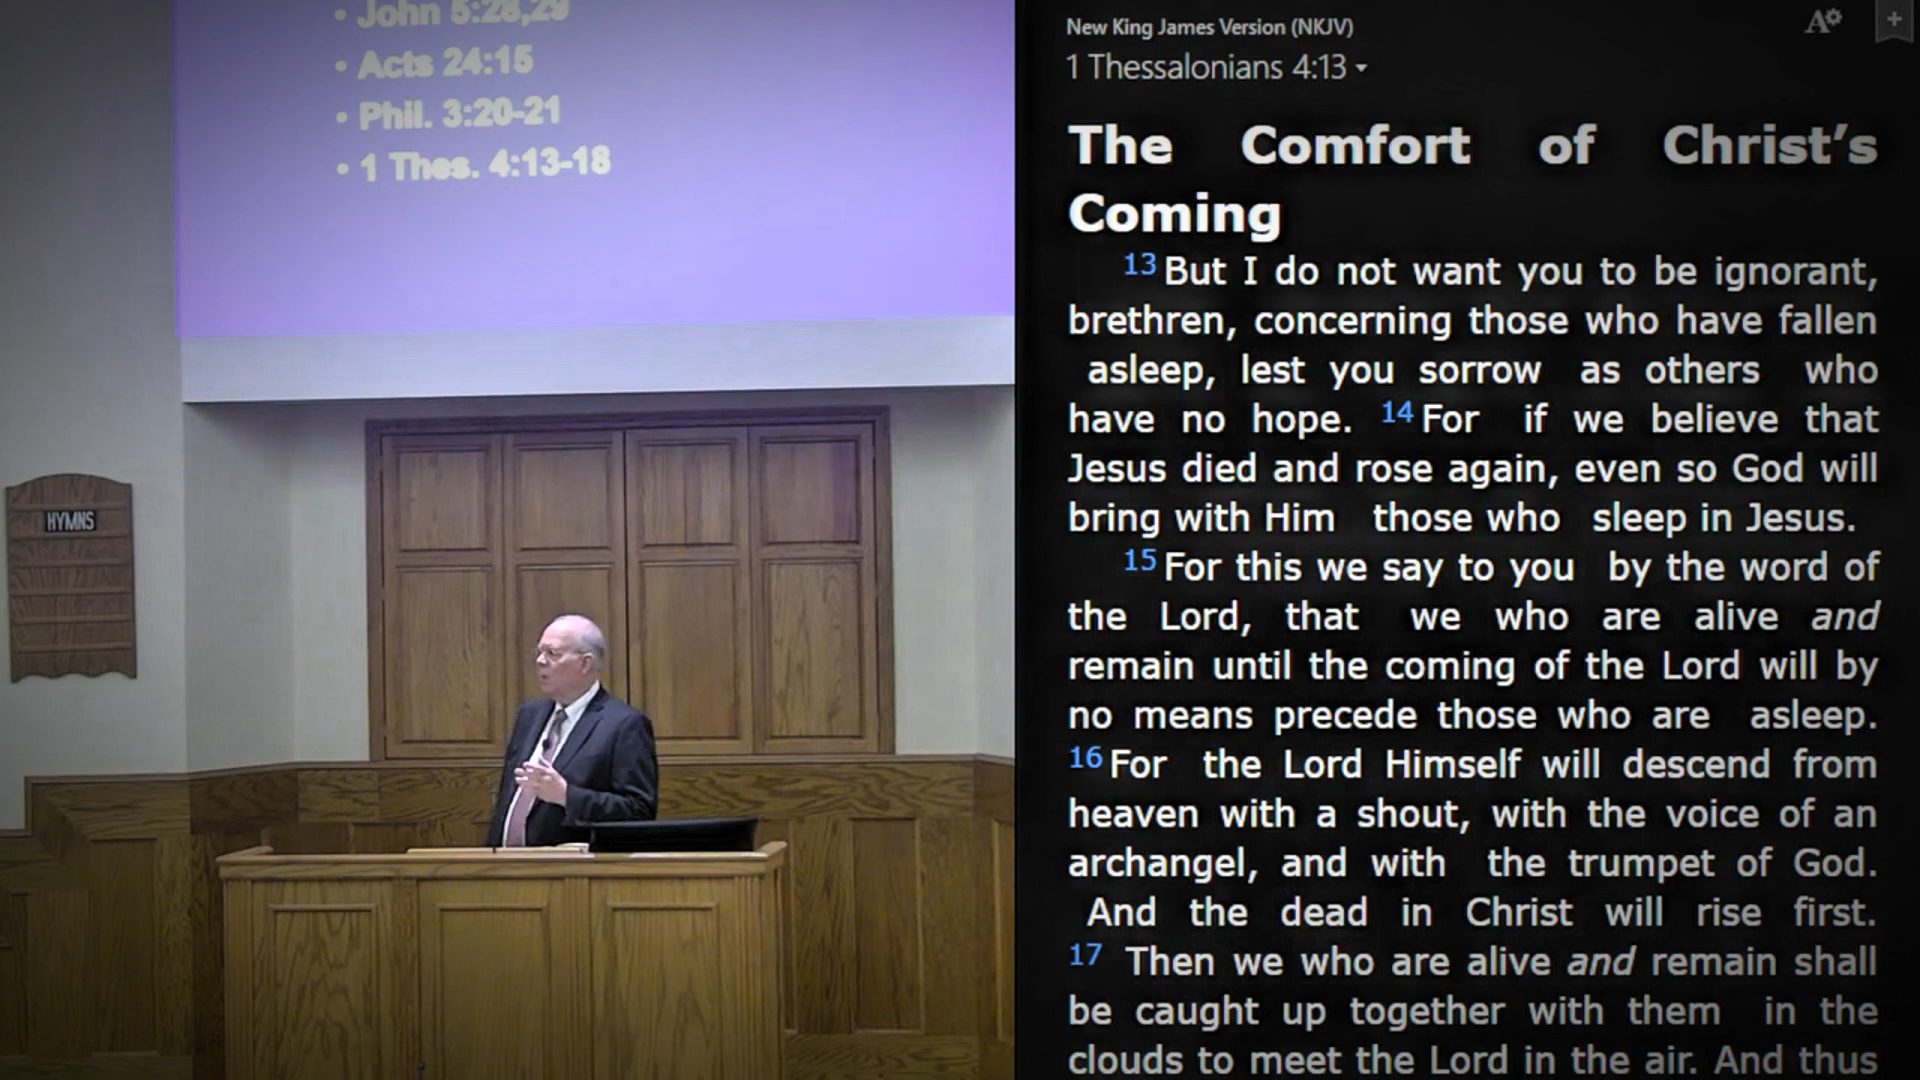 • John 5:28,29
• Acts 24:15
• Phil. 3:20-21
• 1 Thes. 4:13-18
HYMNS
New King James Version (NKJV)
1 Thessalonians 4:13
The Comfort of Christ's
Coming
13 But I do not want you to be ignorant,
brethren, concerning those who have fallen
asleep, lest you sorrow as others who
have no hope. 14 For if we believe that
Jesus died and rose again, even so God will
bring with Him those who sleep in Jesus.
15 For this we say to you by the word of
the Lord, that we who are alive and
remain until the coming of the Lord will by
no means precede those who are asleep.
16 For the Lord Himself will descend from
heaven with a shout, with the voice of an
archangel, and with the trumpet of God.
And the dead in Christ will rise first.
17 Then we who are alive and remain shall
be caught up together with them in the
clouds to meet the Lord in the air. And thus